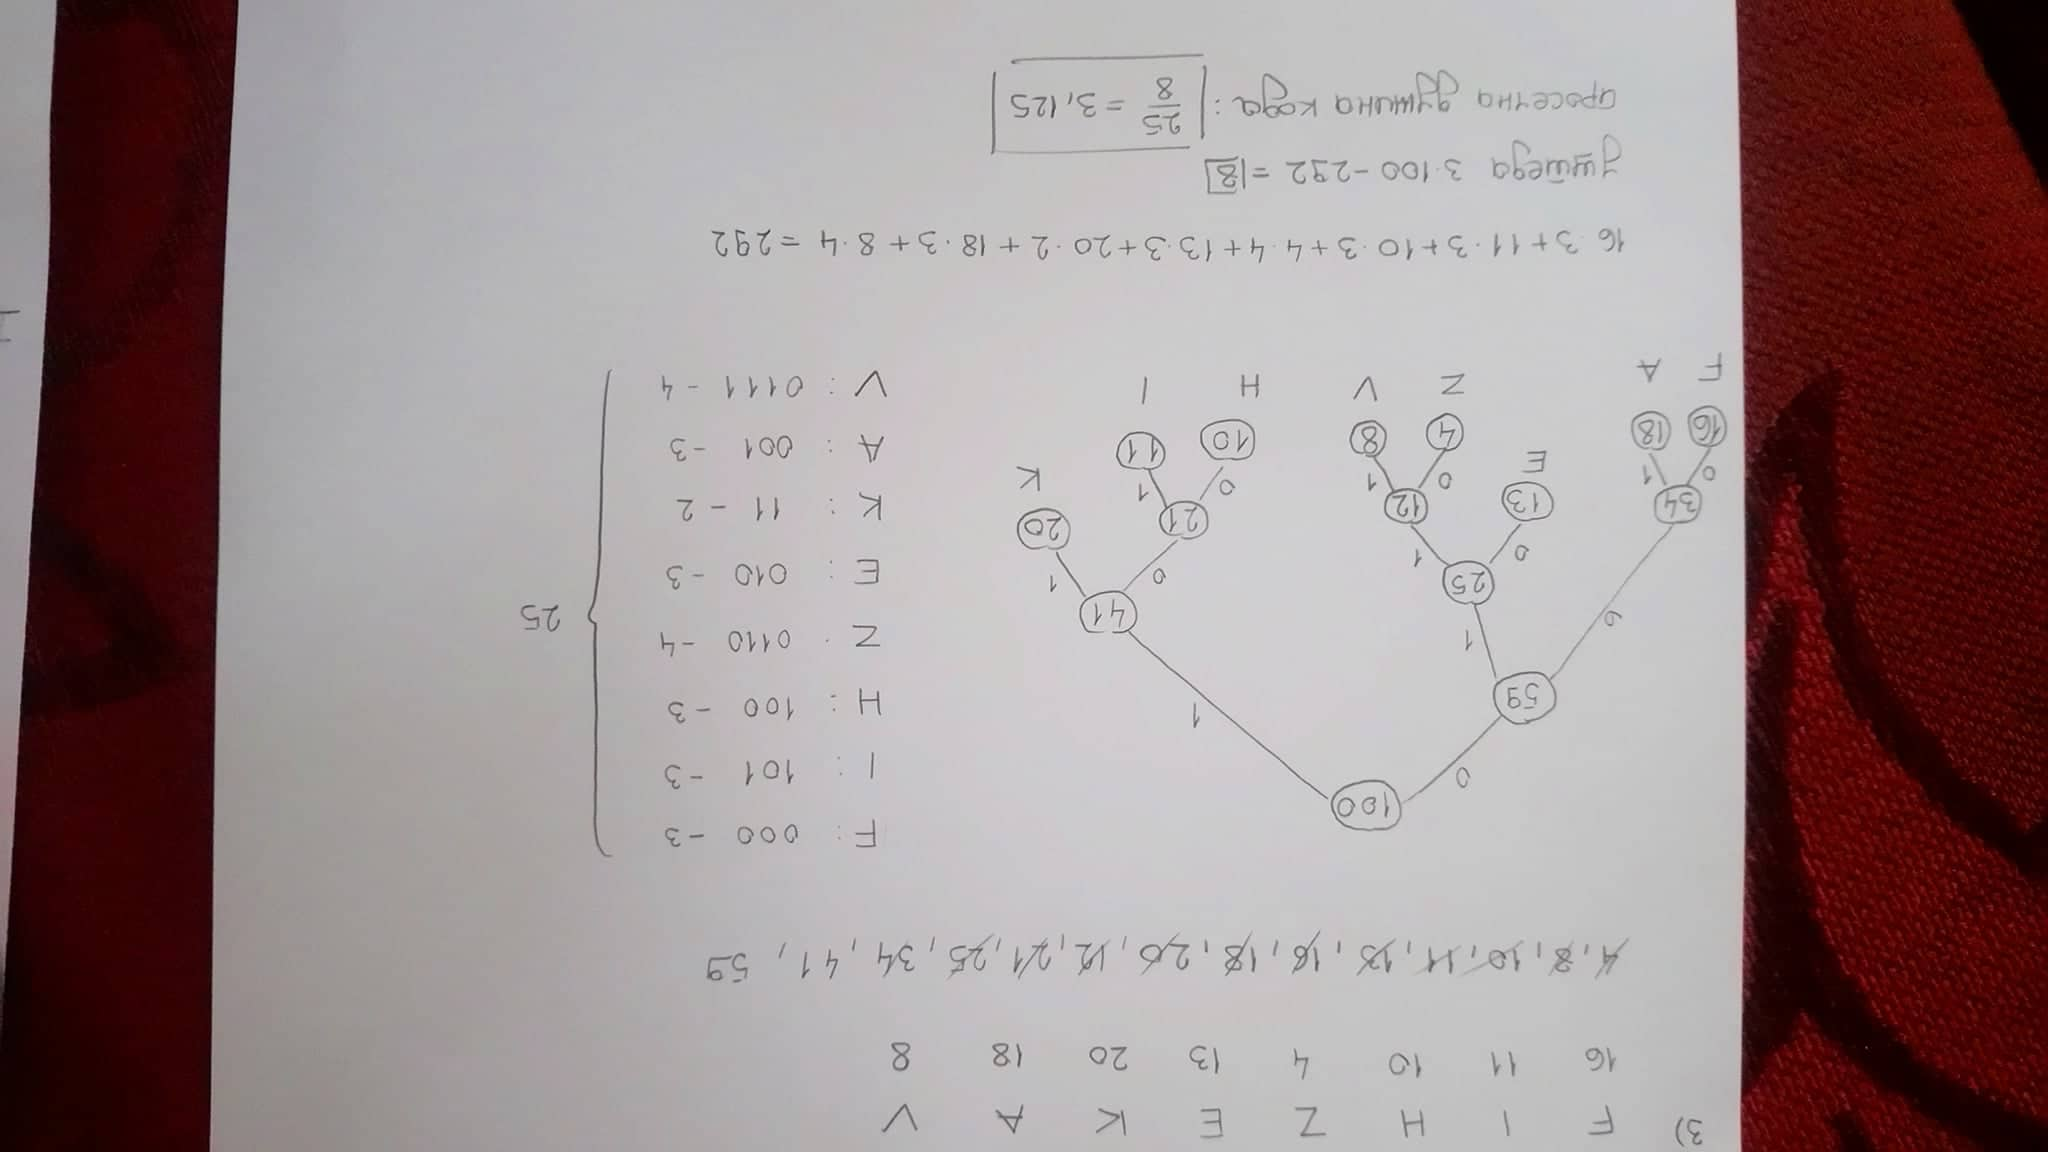 3) F I H Z E K A V
16 11 10 4 13 20 18 8
4, 8, 10, 11, 13, 16, 18, 20, 12, 21, 25, 34, 41, 59
100
0 1
59 41
0 1 0 1
34 25 21 20 K
0 1 0 1 0 1
16 18 13 12 10 11
F A E 0 1 H I
4 8
Z V
F: 000 -3
I: 101 -3
H: 100 -3
Z. 0110 -4
E: 010 -3
K: 11 - 2
A: 001 -3
V: 0111 -4
25
16·3+11·3+10·3+4·4+13·3+20·2+18·3+8·4 = 292
уштеда 3·100-292 = 8
просечна дужина кода: 25/8 = 3,125